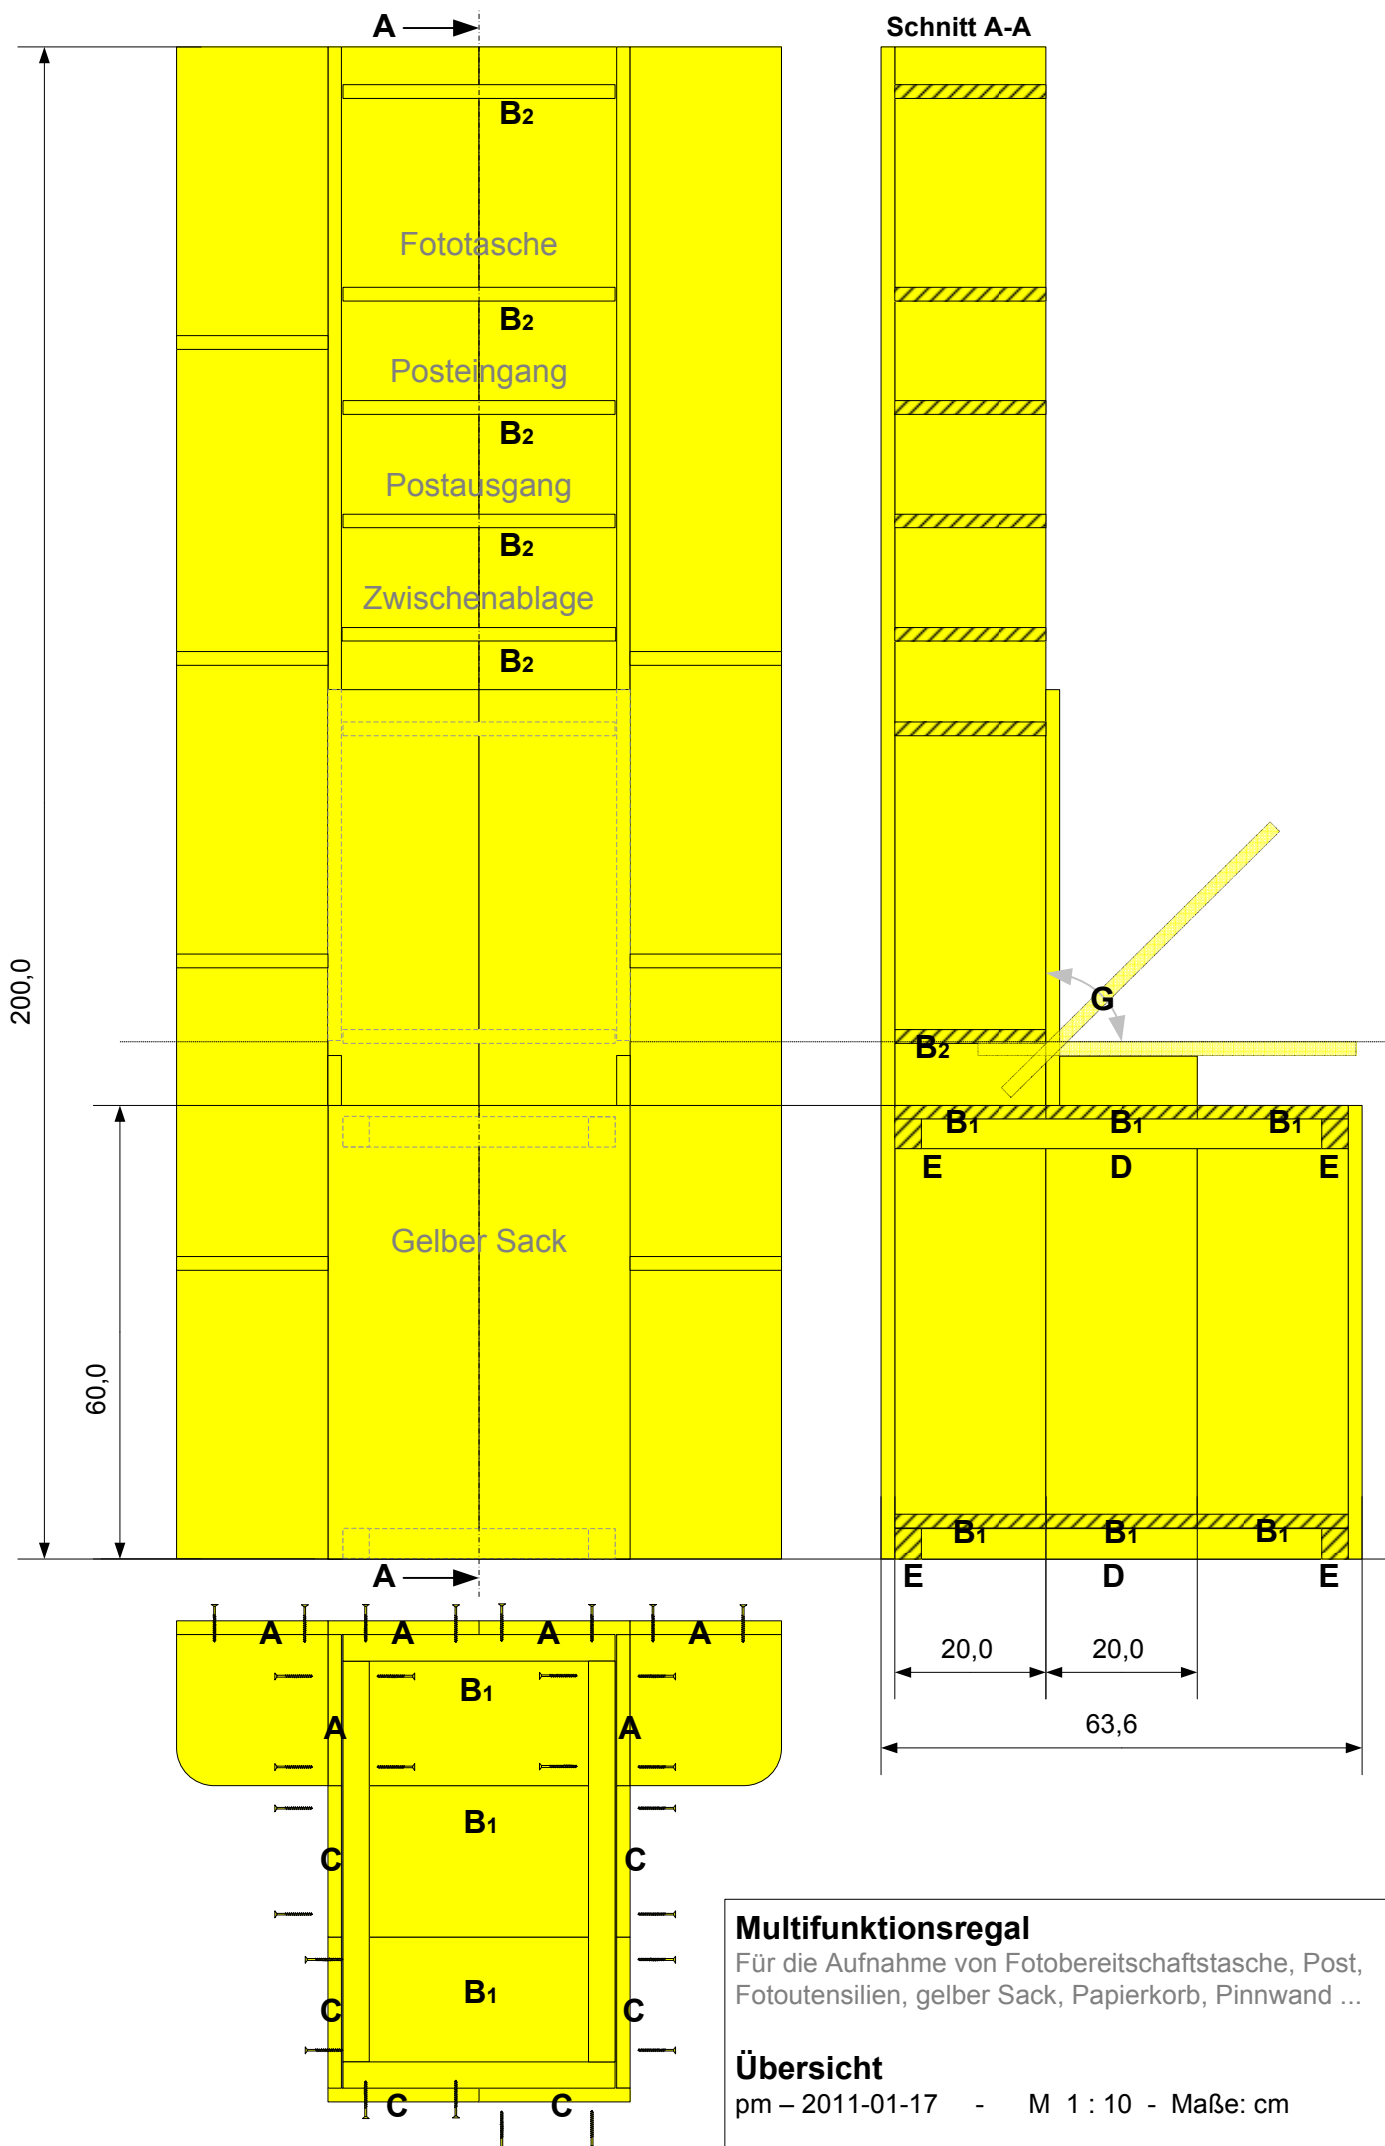 A
Schnitt A-A
B2
Fototasche
B2
Posteingang
B2
Postausgang
B2
Zwischenablage
B2
200,0
G
B2
B1 B1 B1
E D E
Gelber Sack
60,0
B1 B1 B1
A
E D E
A A A A
20,0 20,0
B1
A A
63,6
B1
C C
Multifunktionsregal
Für die Aufnahme von Fotobereitschaftstasche, Post,
Fotoutensilien, gelber Sack, Papierkorb, Pinnwand ...
B1
C C
Übersicht
C C
pm – 2011-01-17 - M 1 : 10 - Maße: cm